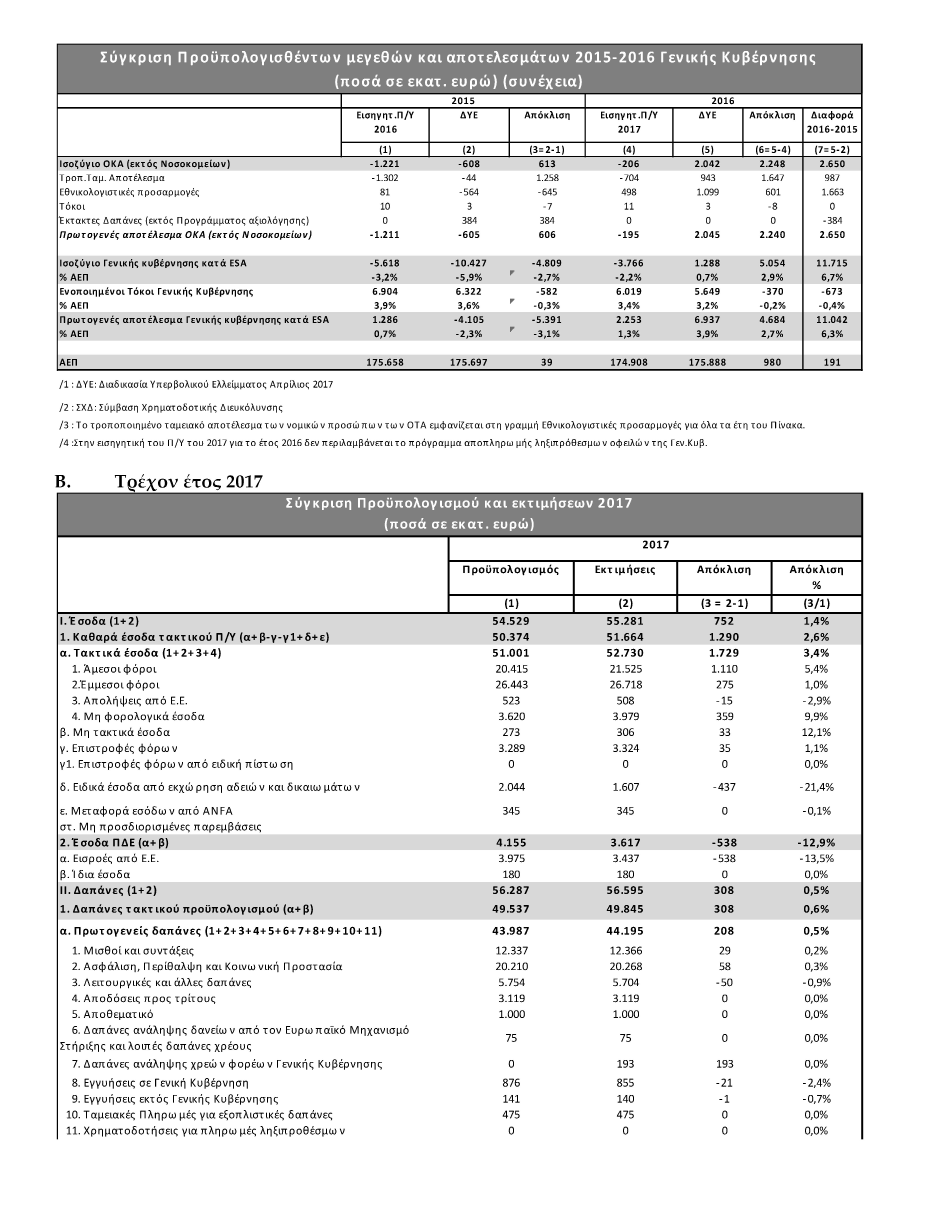 Σύγκριση Προϋπολογισθέντων μεγεθών και αποτελεσμάτων 2015-2016 Γενικής Κυβέρνησης
(ποσά σε εκατ. ευρώ) (συνέχεια)
2015 2016
Εισηγητ.Π/Υ 2016 ΔΥΕ Απόκλιση Εισηγητ.Π/Υ 2017 ΔΥΕ Απόκλιση Διαφορά 2016-2015
(1) (2) (3=2-1) (4) (5) (6=5-4) (7=5-2)
Ισοζύγιο ΟΚΑ (εκτός Νοσοκομείων) -1.221 -608 613 -206 2.042 2.248 2.650
Τροπ.Ταμ. Αποτέλεσμα -1.302 -44 1.258 -704 943 1.647 987
Εθνικολογιστικές προσαρμογές 81 -564 -645 498 1.099 601 1.663
Τόκοι 10 3 -7 11 3 -8 0
Έκτακτες Δαπάνες (εκτός Προγράμματος αξιολόγησης) 0 384 384 0 0 0 -384
Πρωτογενές αποτέλεσμα ΟΚΑ (εκτός Νοσοκομείων) -1.211 -605 606 -195 2.045 2.240 2.650
Ισοζύγιο Γενικής κυβέρνησης κατά ESA -5.618 -10.427 -4.809 -3.766 1.288 5.054 11.715
% ΑΕΠ -3,2% -5,9% -2,7% -2,2% 0,7% 2,9% 6,7%
Ενοποιημένοι Τόκοι Γενικής Κυβέρνησης 6.904 6.322 -582 6.019 5.649 -370 -673
% ΑΕΠ 3,9% 3,6% -0,3% 3,4% 3,2% -0,2% -0,4%
Πρωτογενές αποτέλεσμα Γενικής κυβέρνησης κατά ESA 1.286 -4.105 -5.391 2.253 6.937 4.684 11.042
% ΑΕΠ 0,7% -2,3% -3,1% 1,3% 3,9% 2,7% 6,3%
ΑΕΠ 175.658 175.697 39 174.908 175.888 980 191
/1 : ΔΥΕ: Διαδικασία Υπερβολικού Ελλείμματος Απρίλιος 2017
/2 : ΣΧΔ: Σύμβαση Χρηματοδοτικής Διευκόλυνσης
/3 : Το τροποποιημένο ταμειακό αποτέλεσμα των νομικών προσώπων των ΟΤΑ εμφανίζεται στη γραμμή Εθνικολογιστικές προσαρμογές για όλα τα έτη του Πίνακα.
/4 :Στην εισηγητική του Π/Υ του 2017 για το έτος 2016 δεν περιλαμβάνεται το πρόγραμμα αποπληρωμής ληξιπρόθεσμων οφειλών της Γεν.Κυβ.
Β. Τρέχον έτος 2017
Σύγκριση Προϋπολογισμού και εκτιμήσεων 2017
(ποσά σε εκατ. ευρώ)
2017
Προϋπολογισμός Εκτιμήσεις Απόκλιση Απόκλιση %
(1) (2) (3 = 2-1) (3/1)
Ι. Έσοδα (1+2) 54.529 55.281 752 1,4%
1. Καθαρά έσοδα τακτικού Π/Υ (α+β-γ-γ1+δ+ε) 50.374 51.664 1.290 2,6%
α. Τακτικά έσοδα (1+2+3+4) 51.001 52.730 1.729 3,4%
1. Άμεσοι φόροι 20.415 21.525 1.110 5,4%
2.Έμμεσοι φόροι 26.443 26.718 275 1,0%
3. Απολήψεις από Ε.Ε. 523 508 -15 -2,9%
4. Μη φορολογικά έσοδα 3.620 3.979 359 9,9%
β. Μη τακτικά έσοδα 273 306 33 12,1%
γ. Επιστροφές φόρων 3.289 3.324 35 1,1%
γ1. Επιστροφές φόρων από ειδική πίστωση 0 0 0 0,0%
δ. Ειδικά έσοδα από εκχώρηση αδειών και δικαιωμάτων 2.044 1.607 -437 -21,4%
ε. Μεταφορά εσόδων από ANFA 345 345 0 -0,1%
στ. Μη προσδιορισμένες παρεμβάσεις
2. Έσοδα ΠΔΕ (α+β) 4.155 3.617 -538 -12,9%
α. Εισροές από Ε.Ε. 3.975 3.437 -538 -13,5%
β. Ίδια έσοδα 180 180 0 0,0%
ΙΙ. Δαπάνες (1+2) 56.287 56.595 308 0,5%
1. Δαπάνες τακτικού προϋπολογισμού (α+β) 49.537 49.845 308 0,6%
α. Πρωτογενείς δαπάνες (1+2+3+4+5+6+7+8+9+10+11) 43.987 44.195 208 0,5%
1. Μισθοί και συντάξεις 12.337 12.366 29 0,2%
2. Ασφάλιση, Περίθαλψη και Κοινωνική Προστασία 20.210 20.268 58 0,3%
3. Λειτουργικές και άλλες δαπάνες 5.754 5.704 -50 -0,9%
4. Αποδόσεις προς τρίτους 3.119 3.119 0 0,0%
5. Αποθεματικό 1.000 1.000 0 0,0%
6. Δαπάνες ανάληψης δανείων από τον Ευρωπαϊκό Μηχανισμό
Στήριξης και λοιπές δαπάνες χρέους 75 75 0 0,0%
7. Δαπάνες ανάληψης χρεών φορέων Γενικής Κυβέρνησης 0 193 193 0,0%
8. Εγγυήσεις σε Γενική Κυβέρνηση 876 855 -21 -2,4%
9. Εγγυήσεις εκτός Γενικής Κυβέρνησης 141 140 -1 -0,7%
10. Ταμειακές Πληρωμές για εξοπλιστικές δαπάνες 475 475 0 0,0%
11. Χρηματοδοτήσεις για πληρωμές ληξιπροθέσμων 0 0 0 0,0%